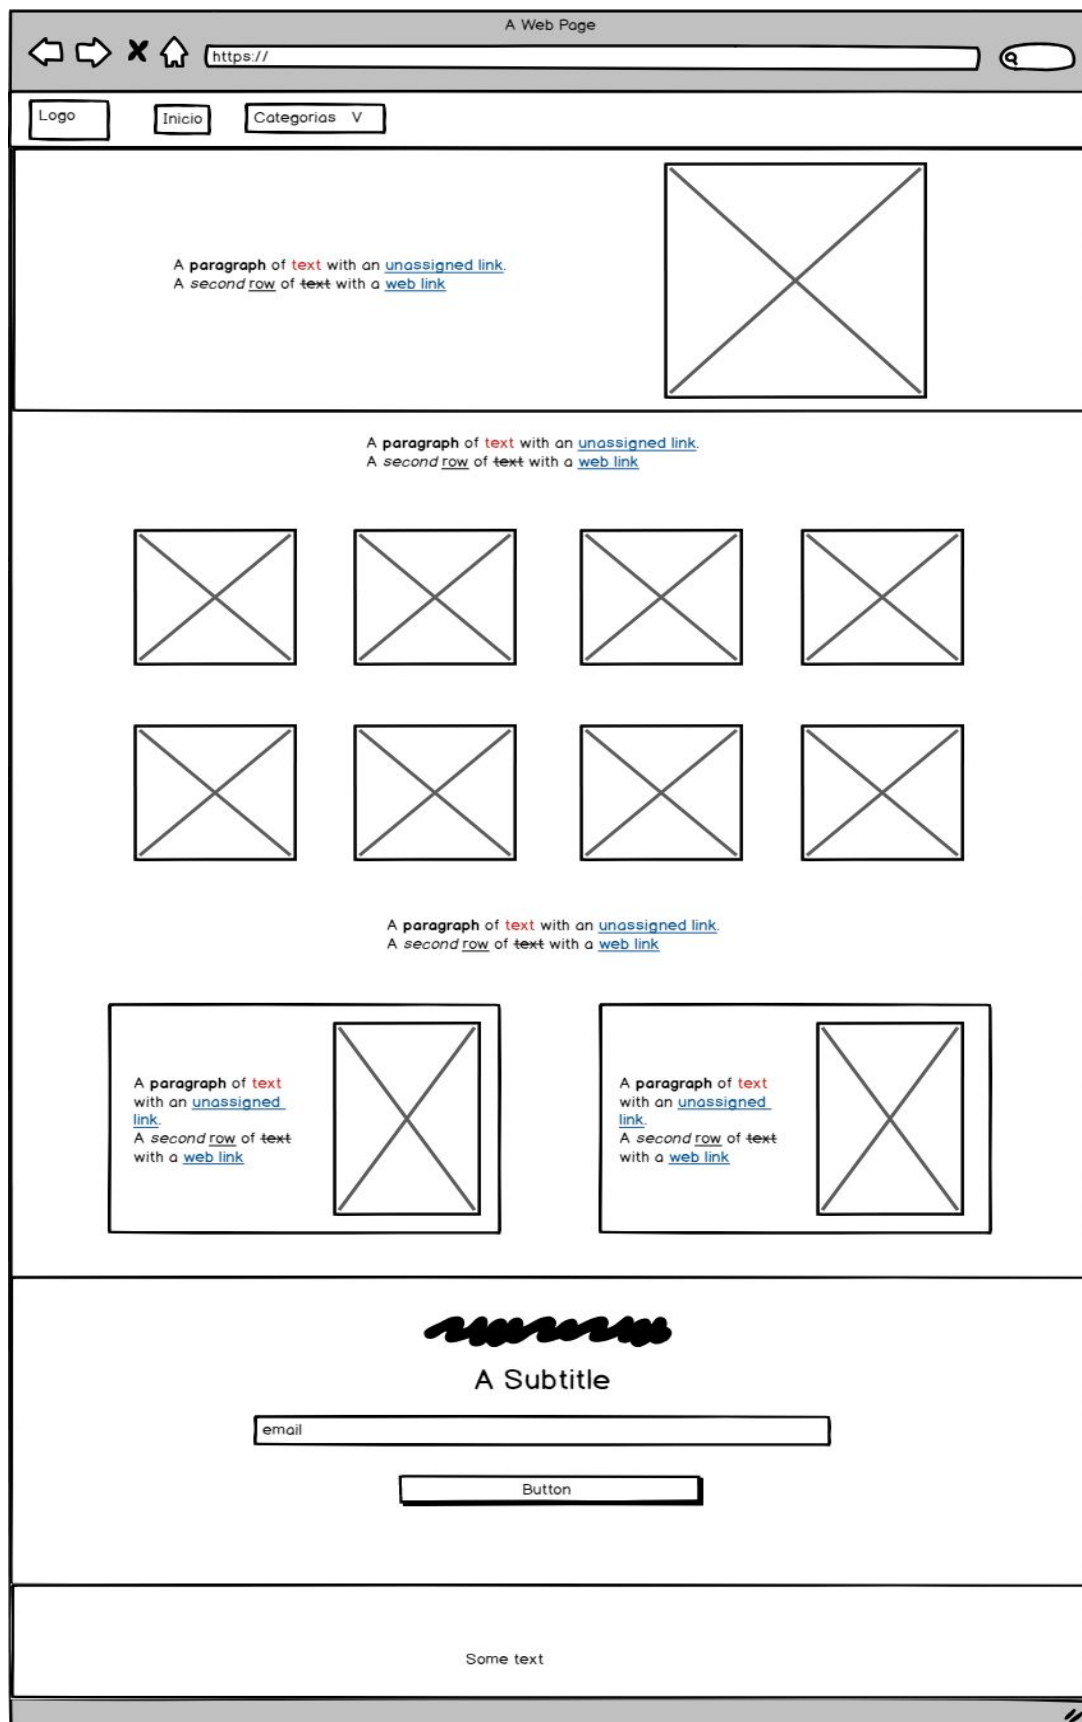 A Web Page
https://
Logo
Inicio
Categorias V
A paragraph of text with an unassigned link.
A second row of text with a web link
A paragraph of text with an unassigned link.
A second row of text with a web link
A paragraph of text with an unassigned link.
A second row of text with a web link
A paragraph of text
with an unassigned
link.
A second row of text
with a web link
A paragraph of text
with an unassigned
link.
A second row of text
with a web link
A Subtitle
email
Button
Some text